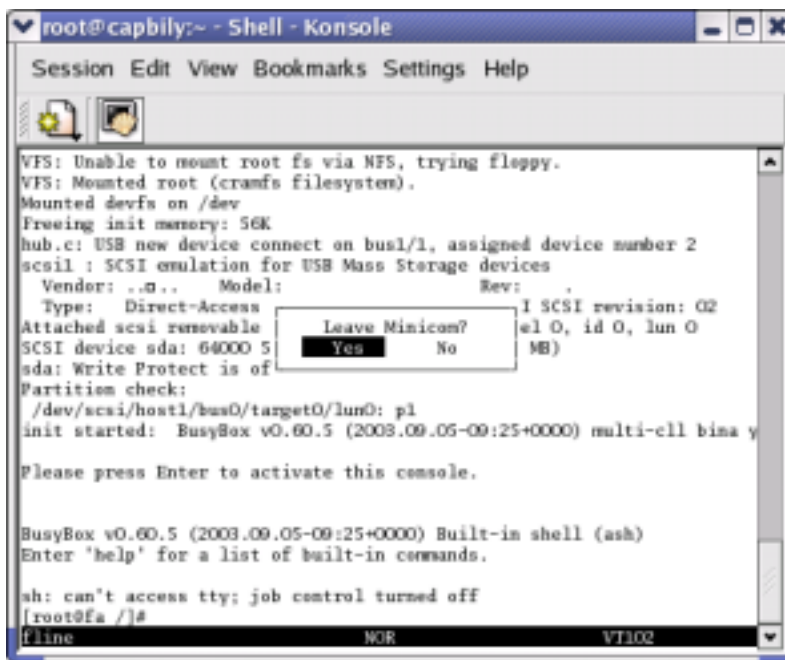 root@capbily:~ - Shell - Konsole
Session Edit View Bookmarks Settings Help
VFS: Unable to mount root fs via NFS, trying floppy.
VFS: Mounted root (cramfs filesystem).
Mounted devfs on /dev
Freeing init memory: 56K
hub.c: USB new device connect on bus1/1, assigned device number 2
scsi1 : SCSI emulation for USB Mass Storage devices
Vendor: Model: Rev: .
Type: Direct-Access I SCSI revision: 02
Attached scsi removable Leave Minicom? el 0, id 0, lun 0
SCSI device sda: 64000 5 Yes No MB)
sda: Write Protect is of
Partition check:
/dev/scsi/host1/bus0/target0/lun0: p1
init started: BusyBox v0.60.5 (2003.09.05-09:25+0000) multi-cll bina y
Please press Enter to activate this console.
BusyBox v0.60.5 (2003.09.05-09:25+0000) Built-in shell (ash)
Enter 'help' for a list of built-in commands.
sh: can't access tty; job control turned off
[root@fa /]#
fline NOR VT102